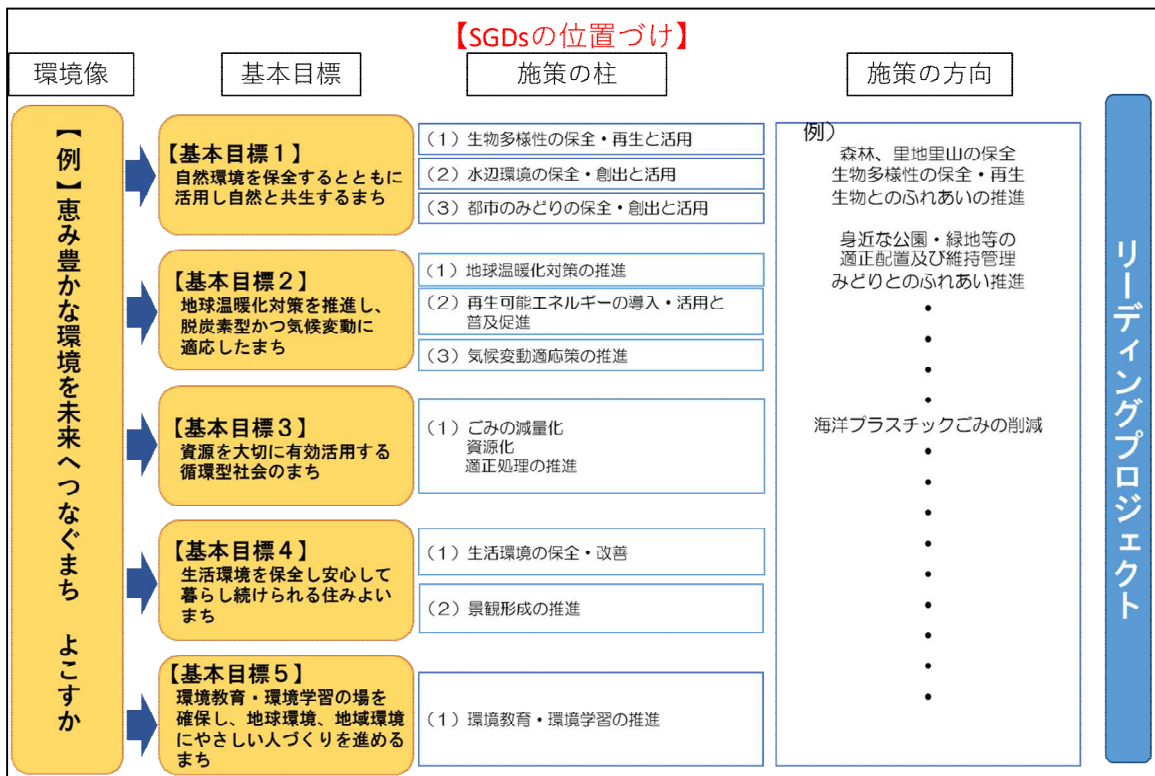 【SGDsの位置づけ】
環境像
基本目標
施策の柱
施策の方向
【例】恵み豊かな環境を未来へつなぐまち　よこすか
【基本目標１】
自然環境を保全するとともに
活用し自然と共生するまち
（１）生物多様性の保全・再生と活用
（２）水辺環境の保全・創出と活用
（３）都市のみどりの保全・創出と活用
【基本目標２】
地球温暖化対策を推進し、
脱炭素型かつ気候変動に
適応したまち
（１）地球温暖化対策の推進
（２）再生可能エネルギーの導入・活用と
普及促進
（３）気候変動適応策の推進
【基本目標３】
資源を大切に有効活用する
循環型社会のまち
（１）ごみの減量化
資源化
適正処理の推進
【基本目標４】
生活環境を保全し安心して
暮らし続けられる住みよい
まち
（１）生活環境の保全・改善
（２）景観形成の推進
【基本目標５】
環境教育・環境学習の場を
確保し、地球環境、地域環境
にやさしい人づくりを進める
まち
（１）環境教育・環境学習の推進
例）
森林、里地里山の保全
生物多様性の保全・再生
生物とのふれあいの推進
身近な公園・緑地等の
適正配置及び維持管理
みどりとのふれあい推進
・
・
・
・
海洋プラスチックごみの削減
・
・
・
・
・
・
・
・
・
リーディングプロジェクト